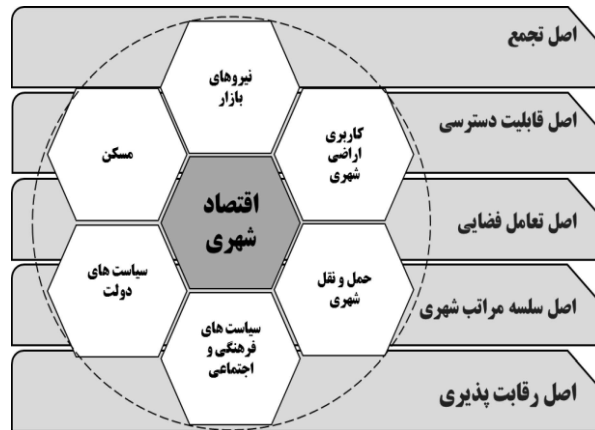 اصل تجمع
اصل قابلیت دسترسی
اصل تعامل فضایی
اصل سلسه مراتب شهری
اصل رقابت پذیری
نیروهای
بازار
کاربری
اراضی
شهری
مسکن
اقتصاد
شهری
حمل و نقل
شهری
سیاست های
دولت
سیاست های
فرهنگی و
اجتماعی